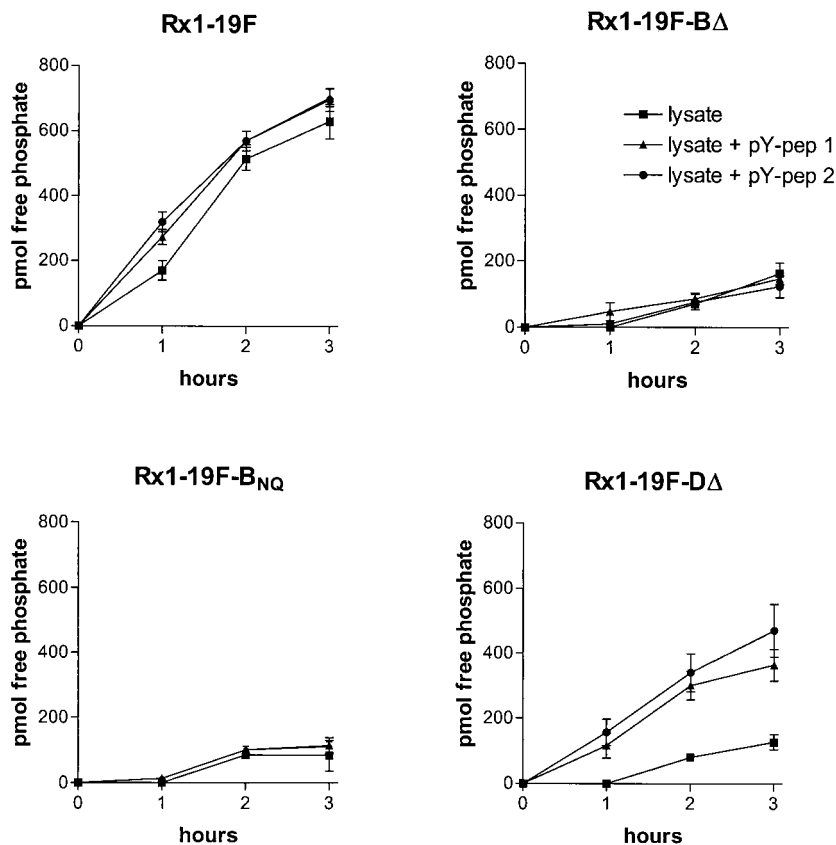 Rx1-19F
pmol free phosphate
800
600
400
200
0
0 1 2 3
hours
Rx1-19F-BΔ
pmol free phosphate
800
600
400
200
0
lysate
lysate + pY-pep 1
lysate + pY-pep 2
0 1 2 3
hours
Rx1-19F-B_NQ
pmol free phosphate
800
600
400
200
0
0 1 2 3
hours
Rx1-19F-DΔ
pmol free phosphate
800
600
400
200
0
0 1 2 3
hours